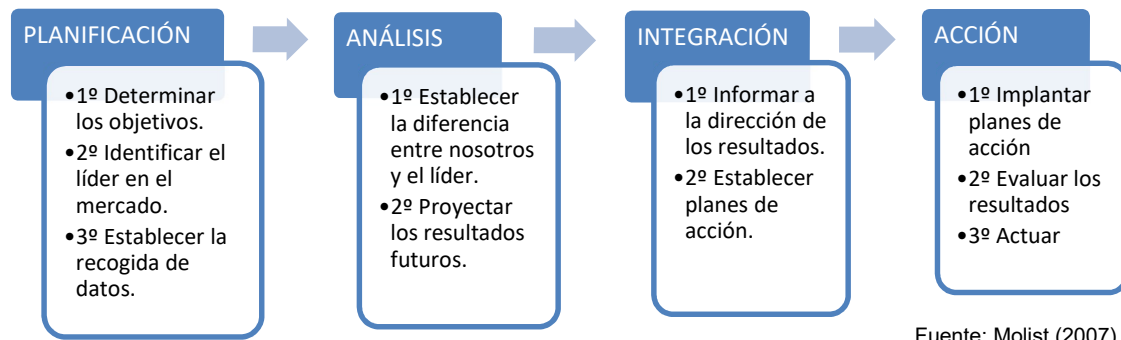 PLANIFICACIÓN
•1º Determinar
los objetivos.
•2º Identificar el
líder en el
mercado.
•3º Establecer la
recogida de
datos.
ANÁLISIS
•1º Establecer
la diferencia
entre nosotros
y el líder.
•2º Proyectar
los resultados
futuros.
INTEGRACIÓN
•1º Informar a
la dirección de
los resultados.
•2º Establecer
planes de
acción.
ACCIÓN
•1º Implantar
planes de
acción
•2º Evaluar los
resultados
•3º Actuar
Fuente: Molist (2007)